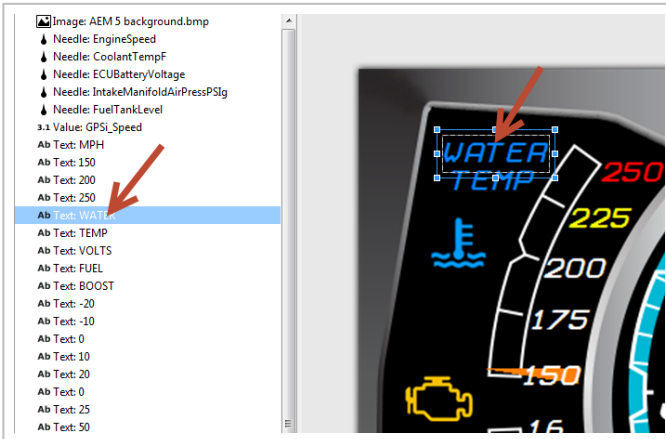 Image: AEM 5 background.bmp
Needle: EngineSpeed
Needle: CoolantTempF
Needle: ECUBatteryVoltage
Needle: IntakeManifoldAirPressPSIg
Needle: FuelTankLevel
3.1 Value: GPSi_Speed
Ab Text: MPH
Ab Text: 150
Ab Text: 200
Ab Text: 250
Ab Text: WATER
Ab Text: TEMP
Ab Text: VOLTS
Ab Text: FUEL
Ab Text: BOOST
Ab Text: -20
Ab Text: -10
Ab Text: 0
Ab Text: 10
Ab Text: 20
Ab Text: 0
Ab Text: 25
Ab Text: 50
WATER
TEMP
250
225
200
175
150
16